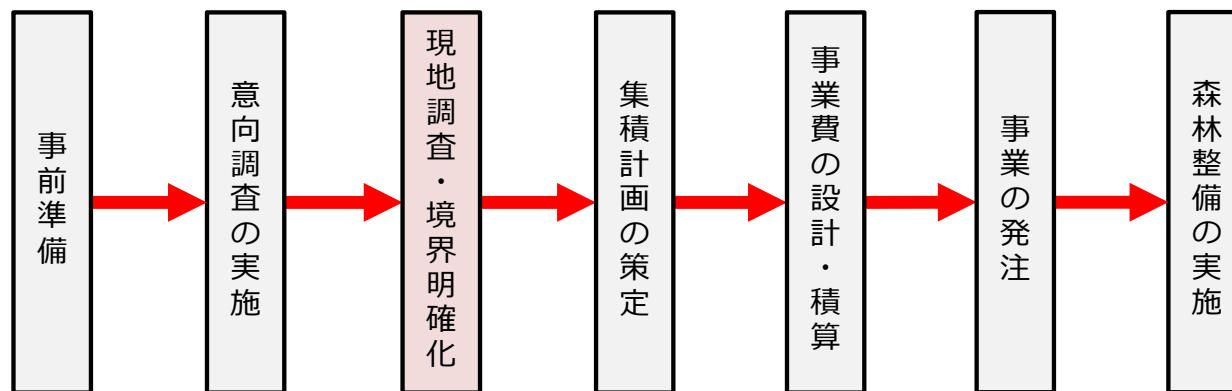 事前準備
意向調査の実施
現地調査・境界明確化
集積計画の策定
事業費の設計・積算
事業の発注
森林整備の実施